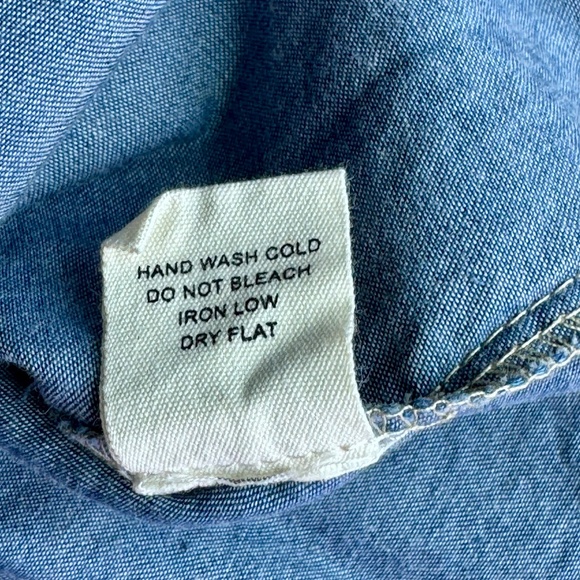 HAND WASH COLD
DO NOT BLEACH
IRON LOW
DRY FLAT